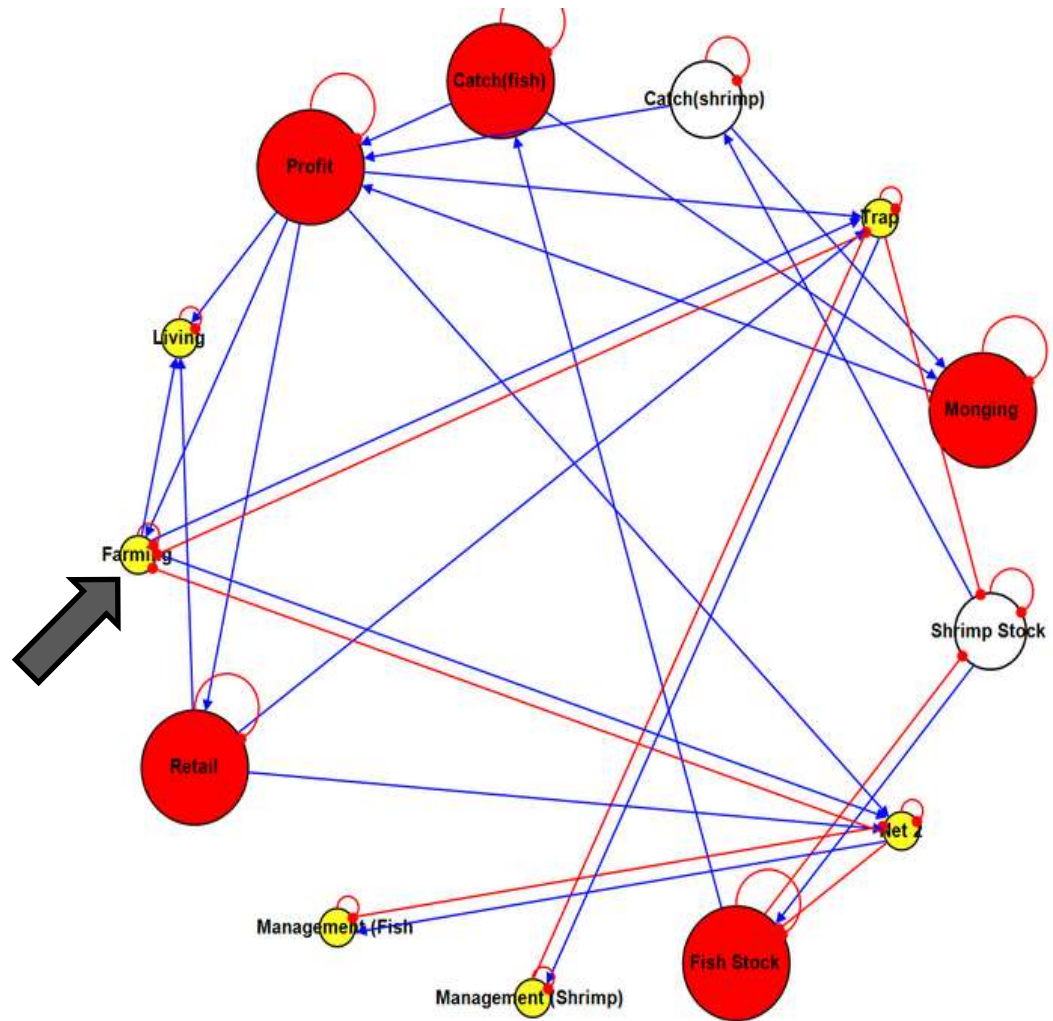 Catch(fish)
Catch(shrimp)
Profit
Trap
Living
Monging
Farming
Shrimp Stock
Retail
Net 2
Management (Fish
Fish Stock
Management (Shrimp)